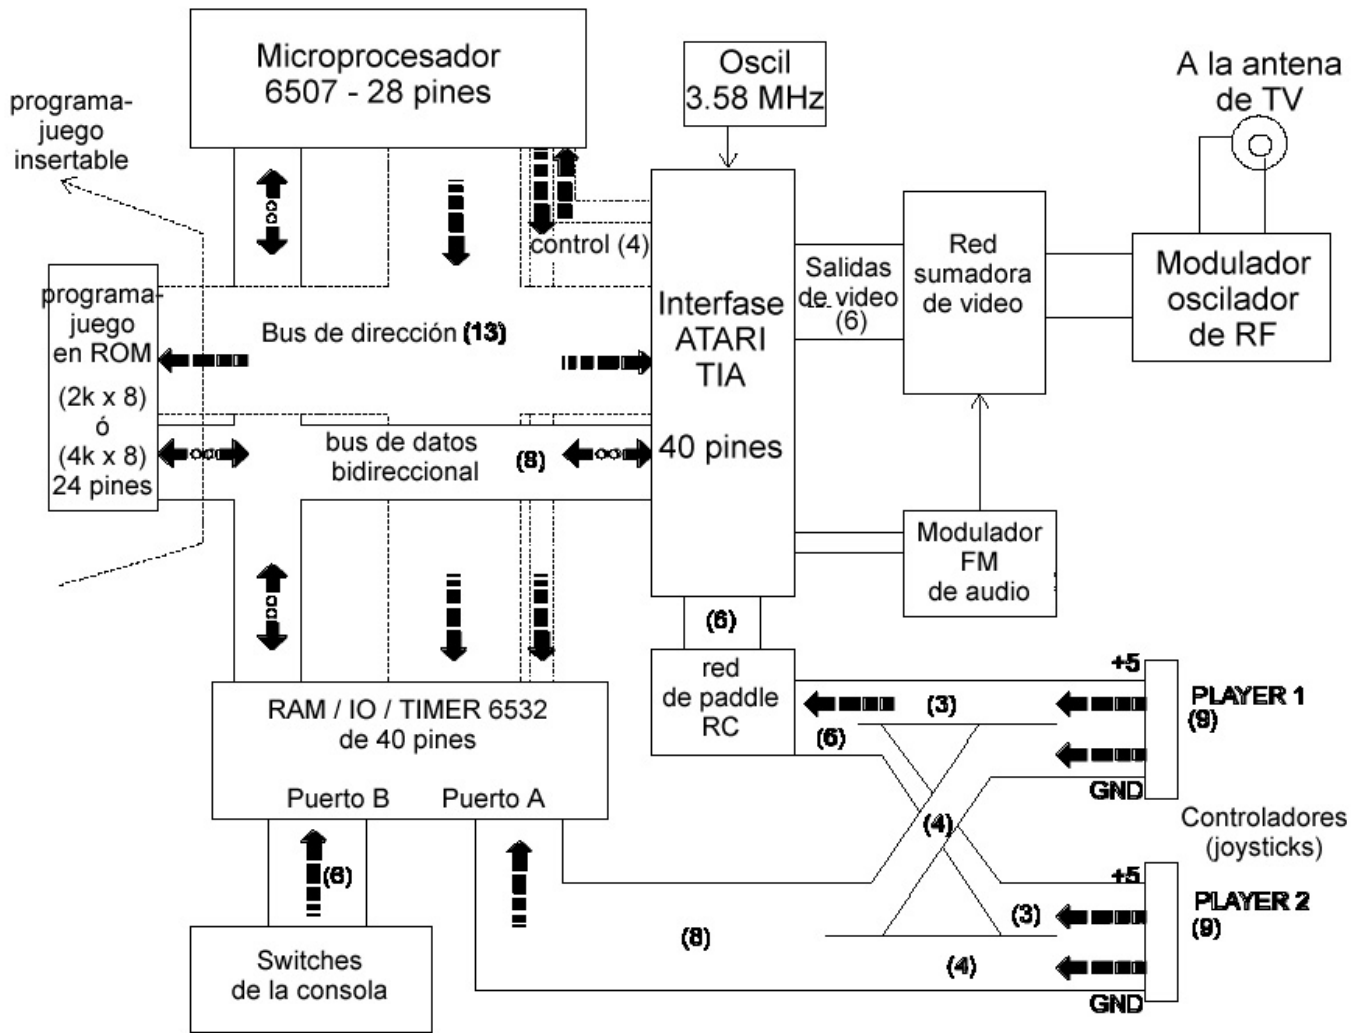 Microprocesador
6507 - 28 pines
Oscil
3.58 MHz
A la antena
de TV
programa-
juego
insertable
control (4)
programa-
juego
en ROM
(2k x 8)
ó
(4k x 8)
24 pines
Bus de dirección (13)
bus de datos
bidireccional
(8)
Interfase
ATARI
TIA
40 pines
Salidas
de video
(6)
Red
sumadora
de video
Modulador
oscilador
de RF
Modulador
FM
de audio
(6)
red
de paddle
RC
(3)
(6)
+5
PLAYER 1
(9)
GND
RAM / IO / TIMER 6532
de 40 pines
Puerto B
Puerto A
(4)
Controladores
(joysticks)
(6)
+5
PLAYER 2
(9)
(3)
(8)
(4)
GND
Switches
de la consola